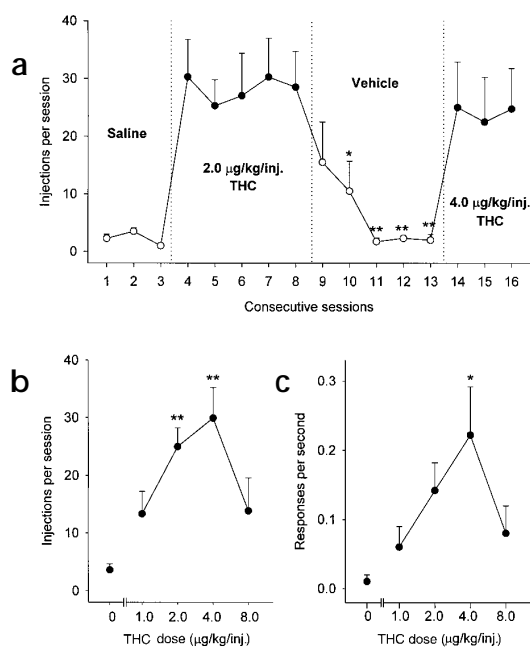 a
Injections per session
40
30
20
10
0
Saline
2.0 µg/kg/inj.
THC
Vehicle
4.0 µg/kg/inj.
THC
*
**
**
**
1 2 3 4 5 6 7 8 9 10 11 12 13 14 15 16
Consecutive sessions
b
Injections per session
40
30
20
10
0
**
**
0 1.0 2.0 4.0 8.0
THC dose (µg/kg/inj.)
c
Responses per second
0.3
0.2
0.1
0.0
*
0 1.0 2.0 4.0 8.0
THC dose (µg/kg/inj.)